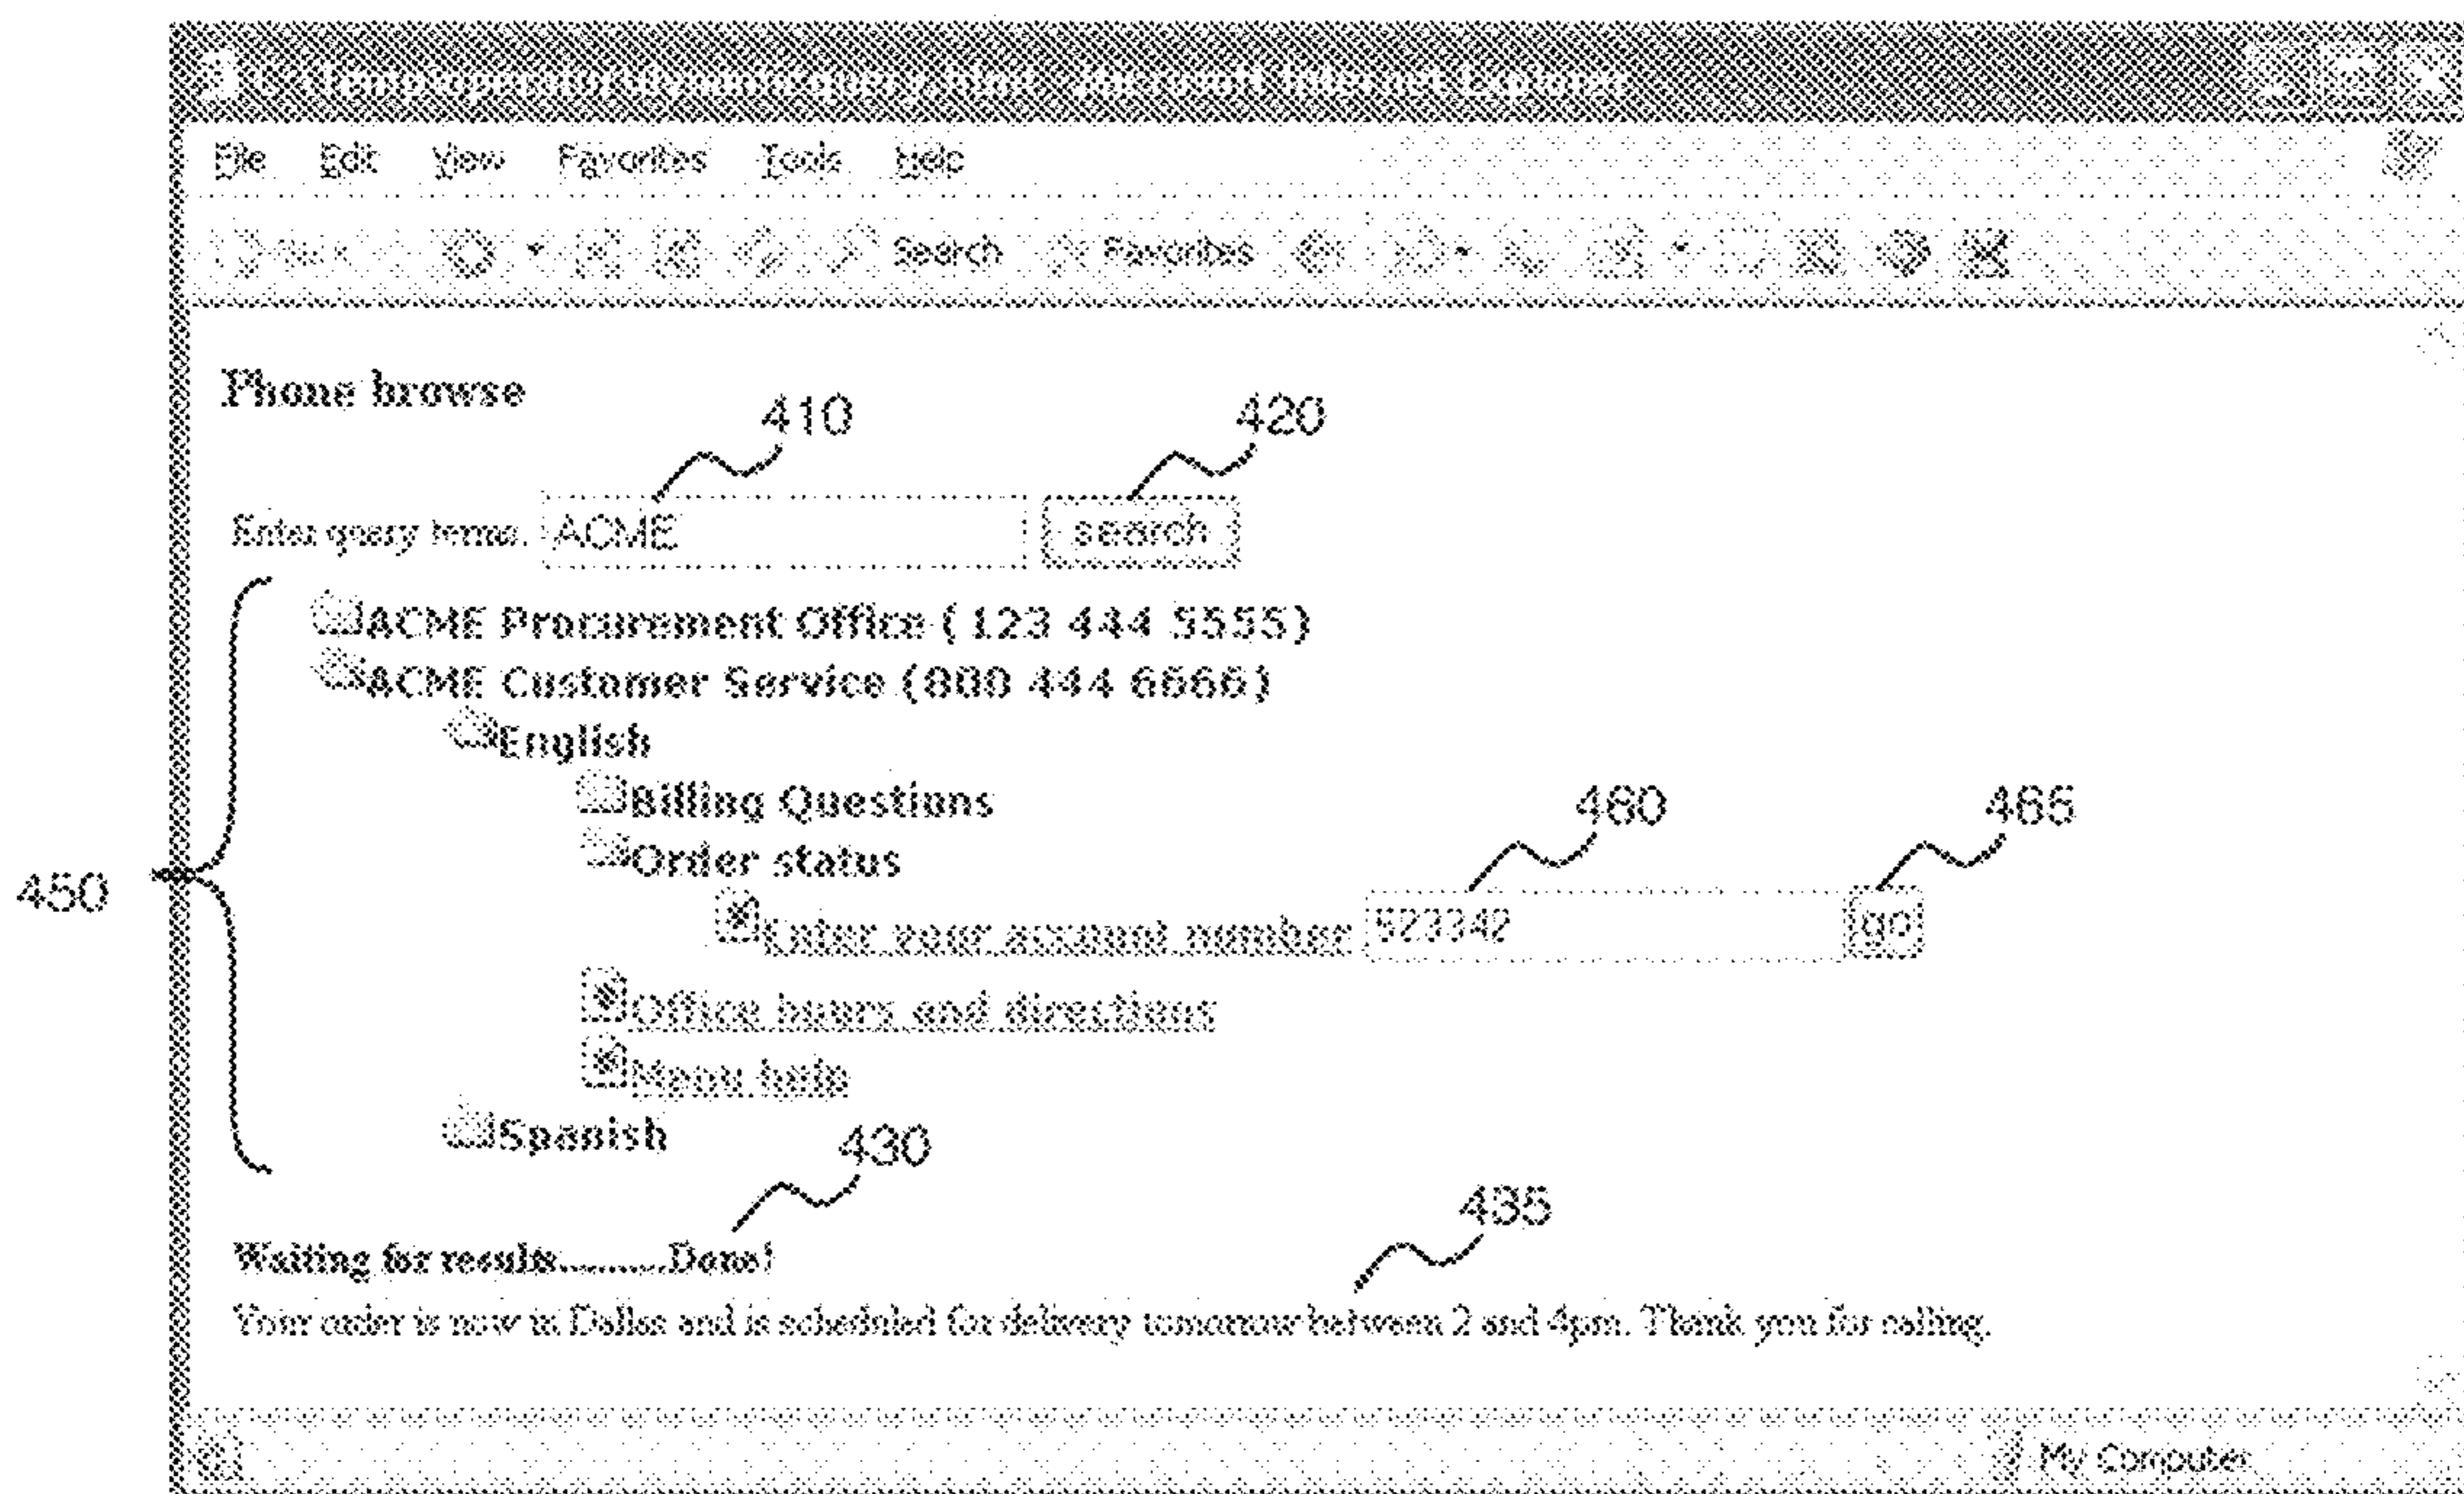 Microsoft Internet Explorer
File Edit View Favorites Tools Help
Search Favorites
Phone browse
410 420
Enter query terms. ACME search
ACME Procurement Office (123 444 5555)
ACME Customer Service (800 444 6666)
English
Billing Questions
460 465
Order status
450
Enter your account number 523342 go
Office hours and directions
Menu help
Spanish
430
435
Waiting for results..........Done!
Your order is now in Dallas and is scheduled for delivery tomorrow between 2 and 4pm. Thank you for calling.
My Computer